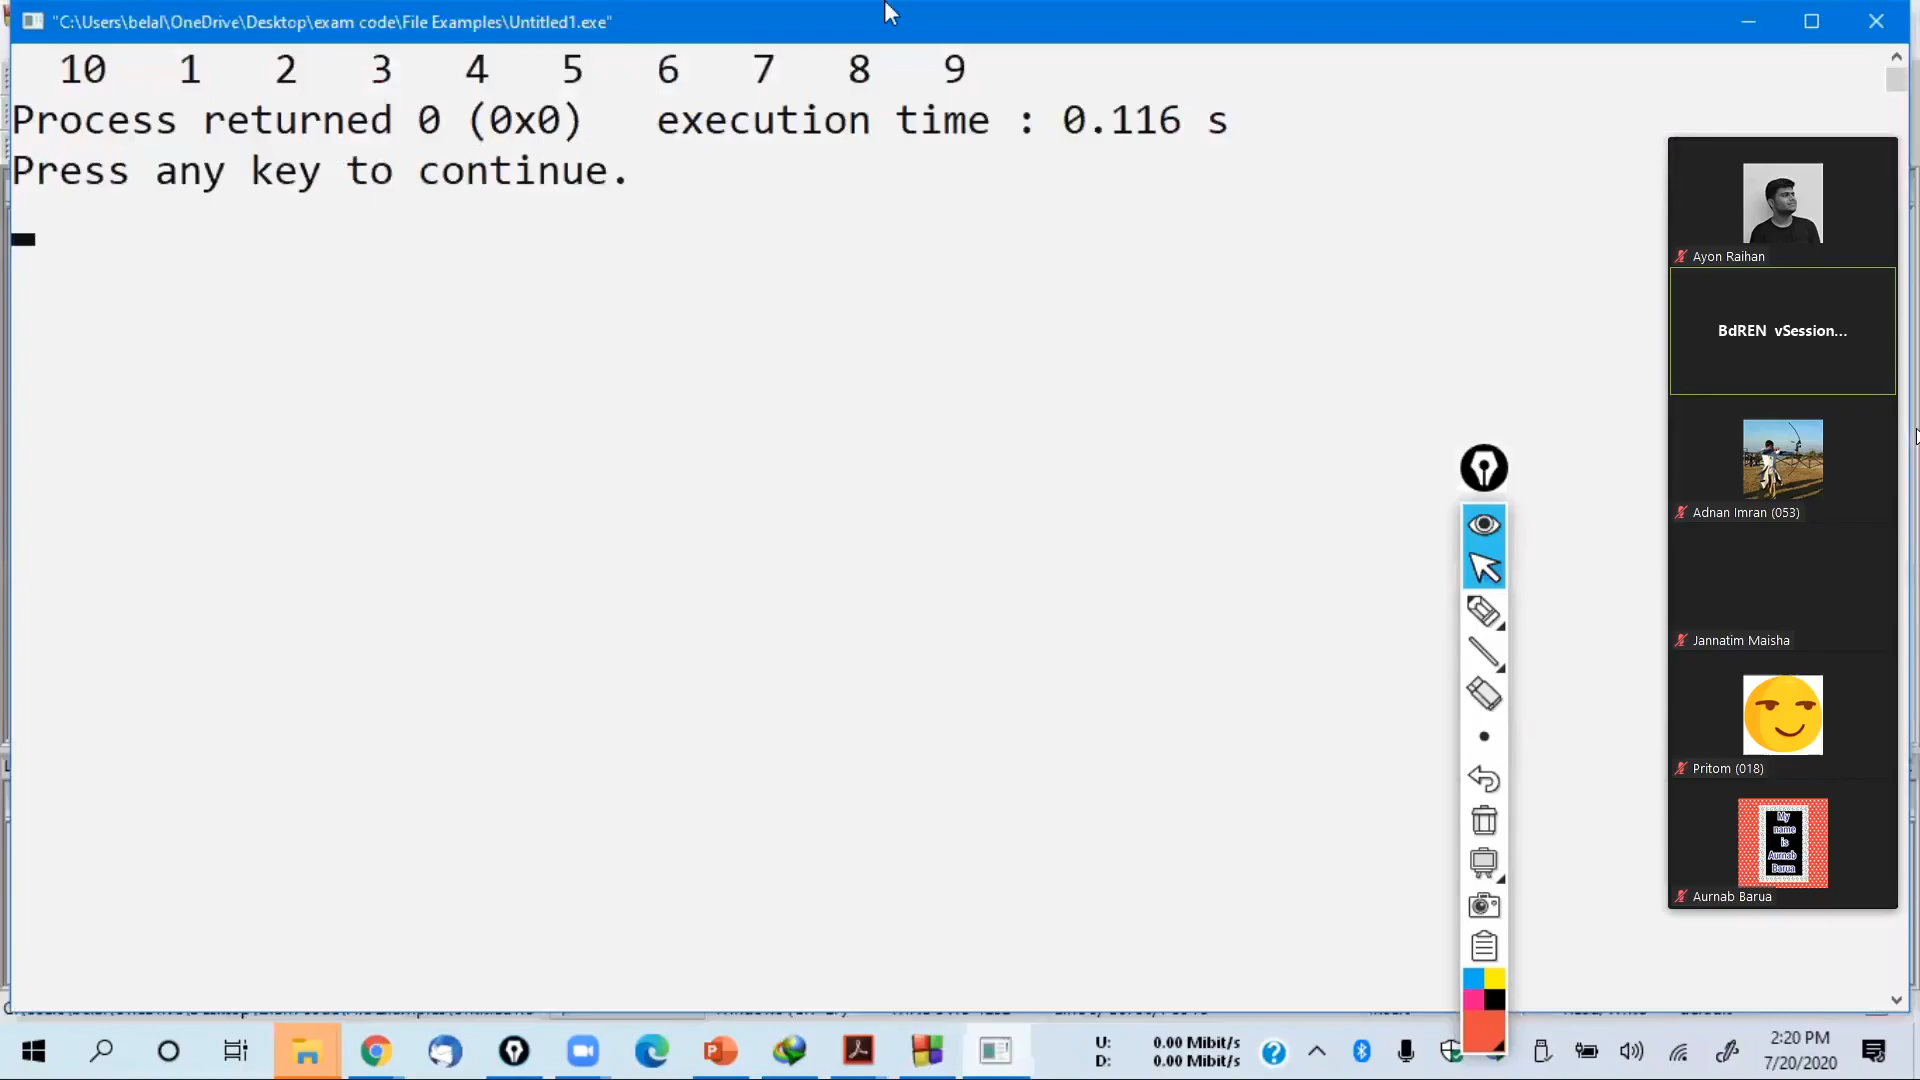 "C:\Users\belal\OneDrive\Desktop\exam code\File Examples\Untitled1.exe"
10 1 2 3 4 5 6 7 8 9
Process returned 0 (0x0) execution time : 0.116 s
Press any key to continue.
Ayon Raihan
BdREN vSession...
Adnan Imran (053)
Jannatim Maisha
Pritom (018)
My
name
is
Aurnab
Barua
Aurnab Barua
U: 0.00 Mibit/s
D: 0.00 Mibit/s
2:20 PM
7/20/2020